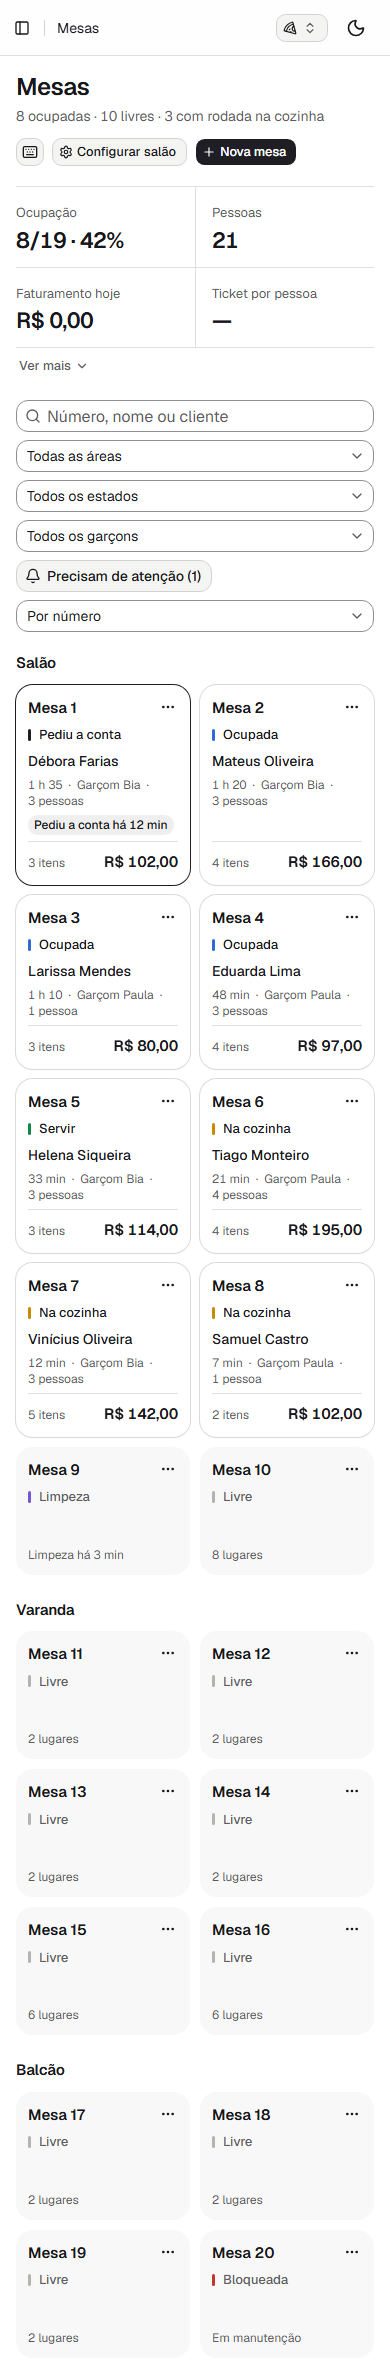 Mesas
Mesas
8 ocupadas · 10 livres · 3 com rodada na cozinha
Configurar salão
Nova mesa
Ocupação
8/19 · 42%
Pessoas
21
Faturamento hoje
R$ 0,00
Ticket por pessoa
—
Ver mais
Número, nome ou cliente
Todas as áreas
Todos os estados
Todos os garçons
Precisam de atenção (1)
Por número
Salão
Mesa 1
Pediu a conta
Débora Farias
1 h 35 · Garçom Bia ·
3 pessoas
Pediu a conta há 12 min
3 itens
R$ 102,00
Mesa 2
Ocupada
Mateus Oliveira
1 h 20 · Garçom Bia ·
3 pessoas
4 itens
R$ 166,00
Mesa 3
Ocupada
Larissa Mendes
1 h 10 · Garçom Paula ·
1 pessoa
3 itens
R$ 80,00
Mesa 4
Ocupada
Eduarda Lima
48 min · Garçom Paula ·
3 pessoas
4 itens
R$ 97,00
Mesa 5
Servir
Helena Siqueira
33 min · Garçom Bia ·
3 pessoas
3 itens
R$ 114,00
Mesa 6
Na cozinha
Tiago Monteiro
21 min · Garçom Paula ·
4 pessoas
4 itens
R$ 195,00
Mesa 7
Na cozinha
Vinícius Oliveira
12 min · Garçom Bia ·
3 pessoas
5 itens
R$ 142,00
Mesa 8
Na cozinha
Samuel Castro
7 min · Garçom Paula ·
1 pessoa
2 itens
R$ 102,00
Mesa 9
Limpeza
Limpeza há 3 min
Mesa 10
Livre
8 lugares
Varanda
Mesa 11
Livre
2 lugares
Mesa 12
Livre
2 lugares
Mesa 13
Livre
2 lugares
Mesa 14
Livre
2 lugares
Mesa 15
Livre
6 lugares
Mesa 16
Livre
6 lugares
Balcão
Mesa 17
Livre
2 lugares
Mesa 18
Livre
2 lugares
Mesa 19
Livre
2 lugares
Mesa 20
Bloqueada
Em manutenção